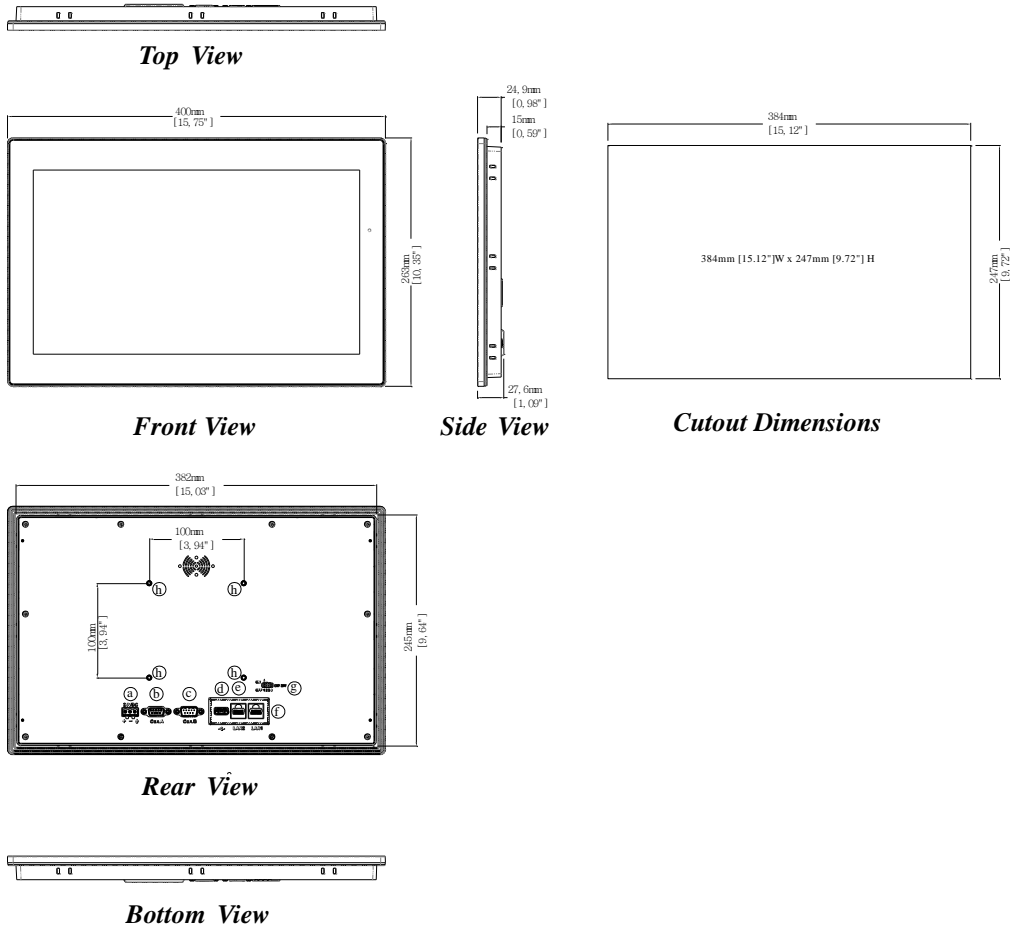 Top View
24,9mm
[0,98"]
15mm
[0,59"]
400mm
[15,75"]
384mm
[15,12"]
263mm
[10,35"]
384mm [15.12"]W x 247mm [9.72"] H
247mm
[9,72"]
27,6mm
[1,09"]
Front View
Side View
Cutout Dimensions
382mm
[15,03"]
100mm
[3,94"]
h
h
100mm
[3,94"]
245mm
[9,64"]
h
h
a
b
c
d
e
g
f
Com.A
Com.B
Rear View
Bottom View